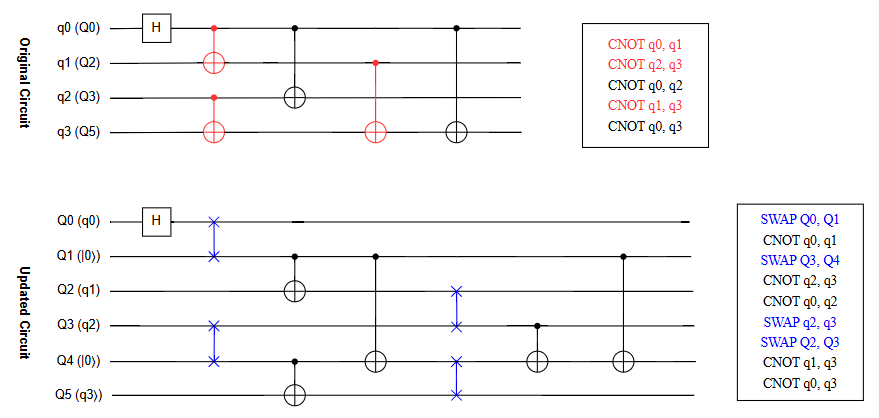 Original Circuit
q0 (Q0)
H
q1 (Q2)
q2 (Q3)
q3 (Q5)
CNOT q0, q1
CNOT q2, q3
CNOT q0, q2
CNOT q1, q3
CNOT q0, q3
Updated Circuit
Q0 (q0)
H
Q1 (|0⟩)
Q2 (q1)
Q3 (q2)
Q4 (|0⟩)
Q5 (q3⟩)
SWAP Q0, Q1
CNOT q0, q1
SWAP Q3, Q4
CNOT q2, q3
CNOT q0, q2
SWAP q2, q3
SWAP Q2, Q3
CNOT q1, q3
CNOT q0, q3